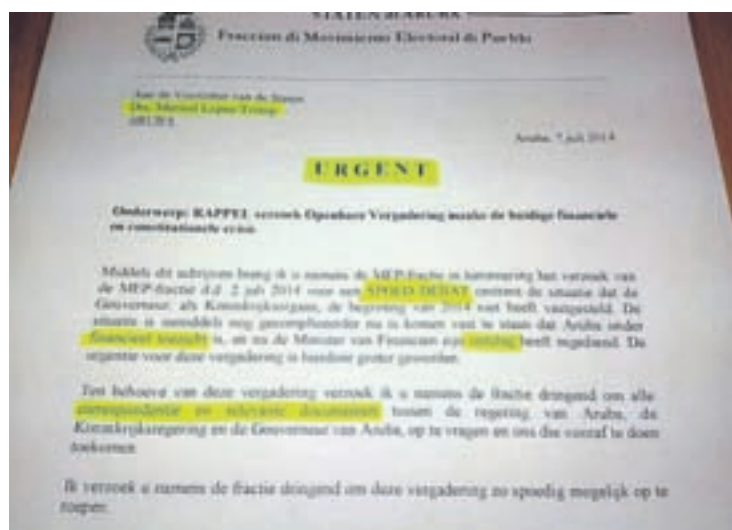 STATEN di ARUBA
Fraccion di Movimiento Electoral di Pueblo
Aan de Voorzitter van de Staten
Drs. Marisol Lopez-Tromp
ARUBA
Aruba, 7 juli 2014
URGENT
Onderwerp: RAPPEL verzoek Openbare Vergadering inzake de huidige financiele
en constitutionele crisis
Middels dit schrijven breng ik u namens de MEP-fractie in herinnering het verzoek van
de MEP-fractie d.d. 2 juli 2014 voor een SPOED DEBAT omtrent de situatie dat de
Gouverneur, als Koninkrijksorgaan, de begroting van 2014 niet heeft vastgesteld. De
situatie is inmiddels nog gecompliceerder nu is komen vast te staan dat Aruba onder
financieel toezicht is, en nu de Minister van Financien zijn ontslag heeft ingediend. De
urgentie voor deze vergadering is hierdoor groter geworden.
Ten behoeve van deze vergadering verzoek ik u namens de fractie dringend om alle
correspondentie en relevante documenten tussen de regering van Aruba, de
Koninkrijksregering en de Gouverneur van Aruba, op te vragen en ons die vooraf te doen
toekomen.
Ik verzoek u namens de fractie dringend om deze vergadering zo spoedig mogelijk op te
roepen.